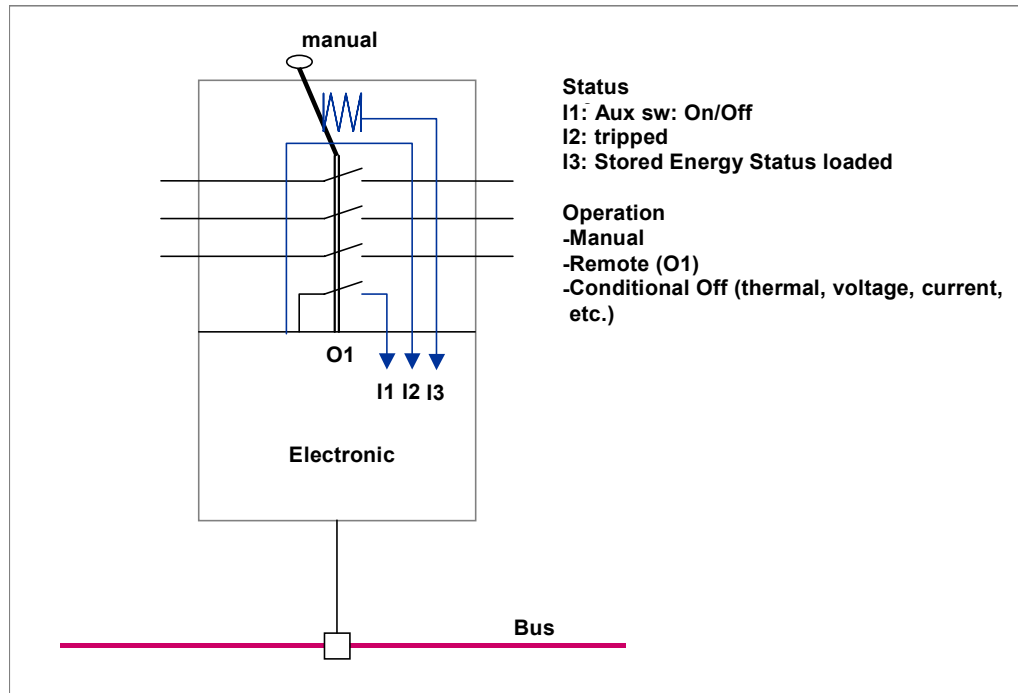 manual
Status
I1: Aux sw: On/Off
I2: tripped
I3: Stored Energy Status loaded
Operation
-Manual
-Remote (O1)
-Conditional Off (thermal, voltage, current,
etc.)
O1
I1 I2 I3
Electronic
Bus